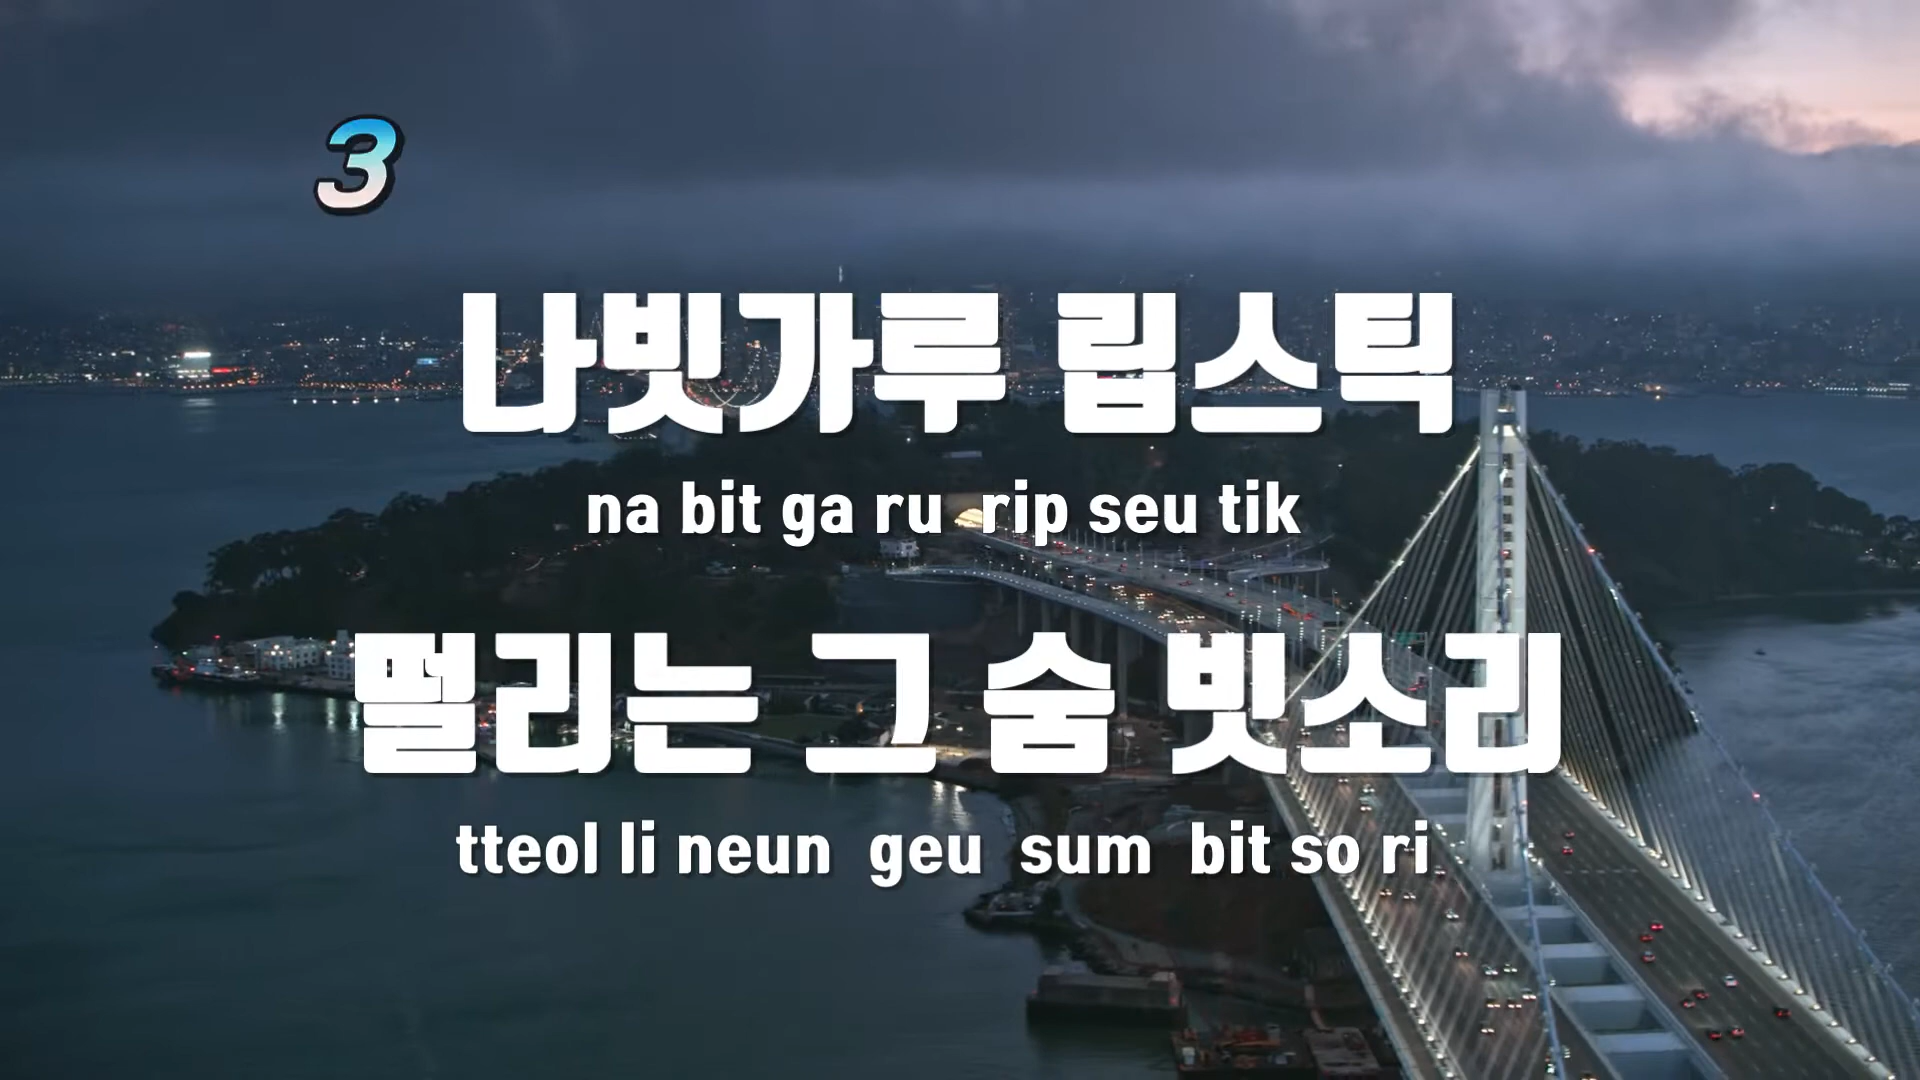 3
나빗가루 립스틱
na bit ga ru rip seu tik
떨리는 그 숨 빗소리
tteol li neun geu sum bit so ri